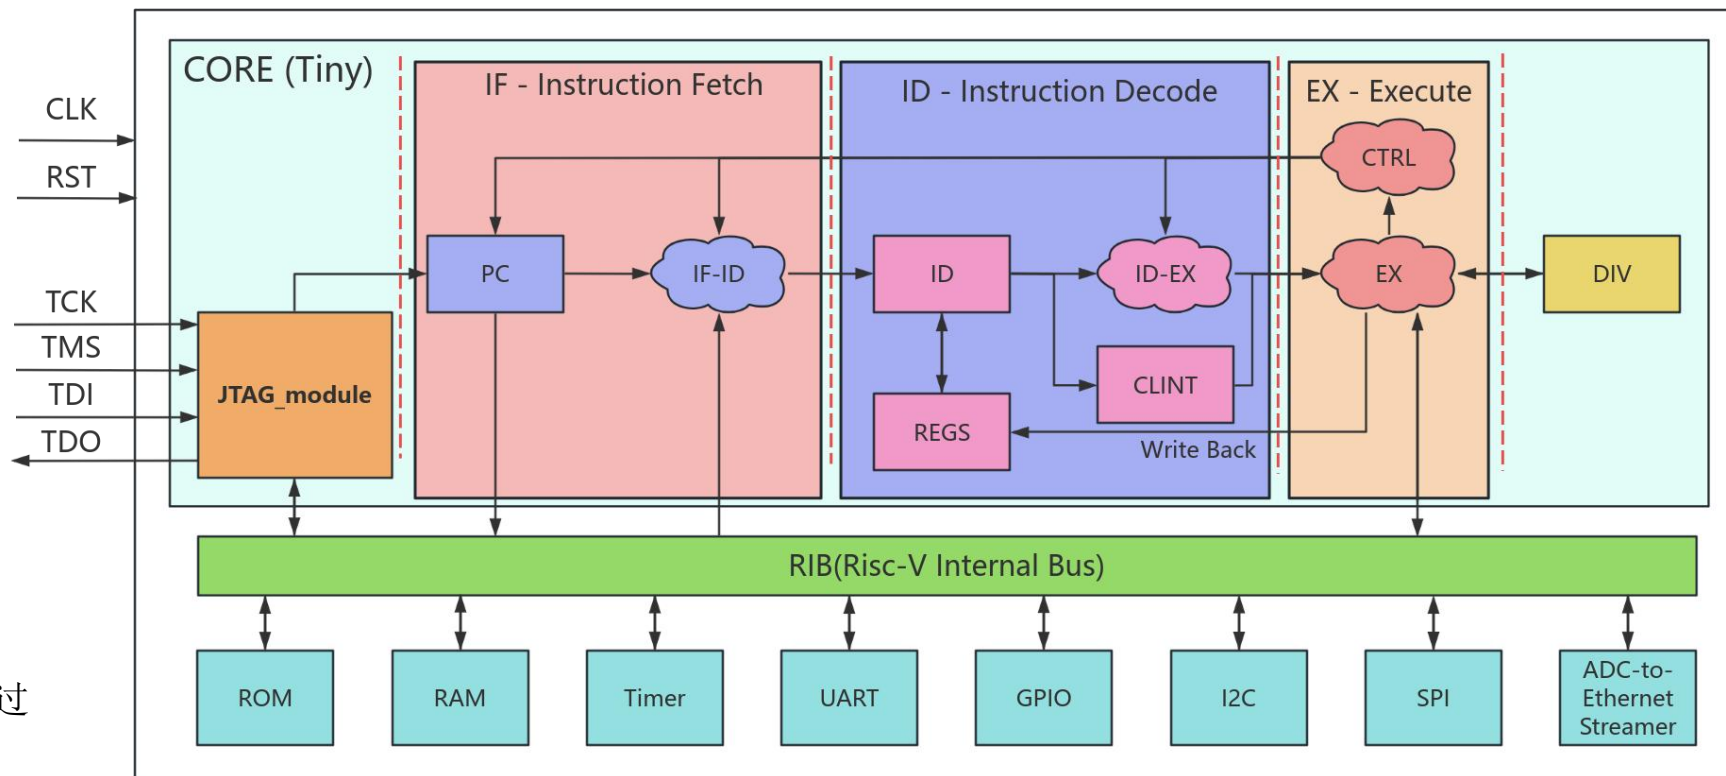 CORE (Tiny)
IF - Instruction Fetch
ID - Instruction Decode
EX - Execute
CLK
RST
TCK
TMS
TDI
TDO
JTAG_module
PC
IF-ID
ID
ID-EX
CTRL
EX
DIV
CLINT
REGS
Write Back
RIB(Risc-V Internal Bus)
ROM
RAM
Timer
UART
GPIO
I2C
SPI
ADC-to-
Ethernet
Streamer
过